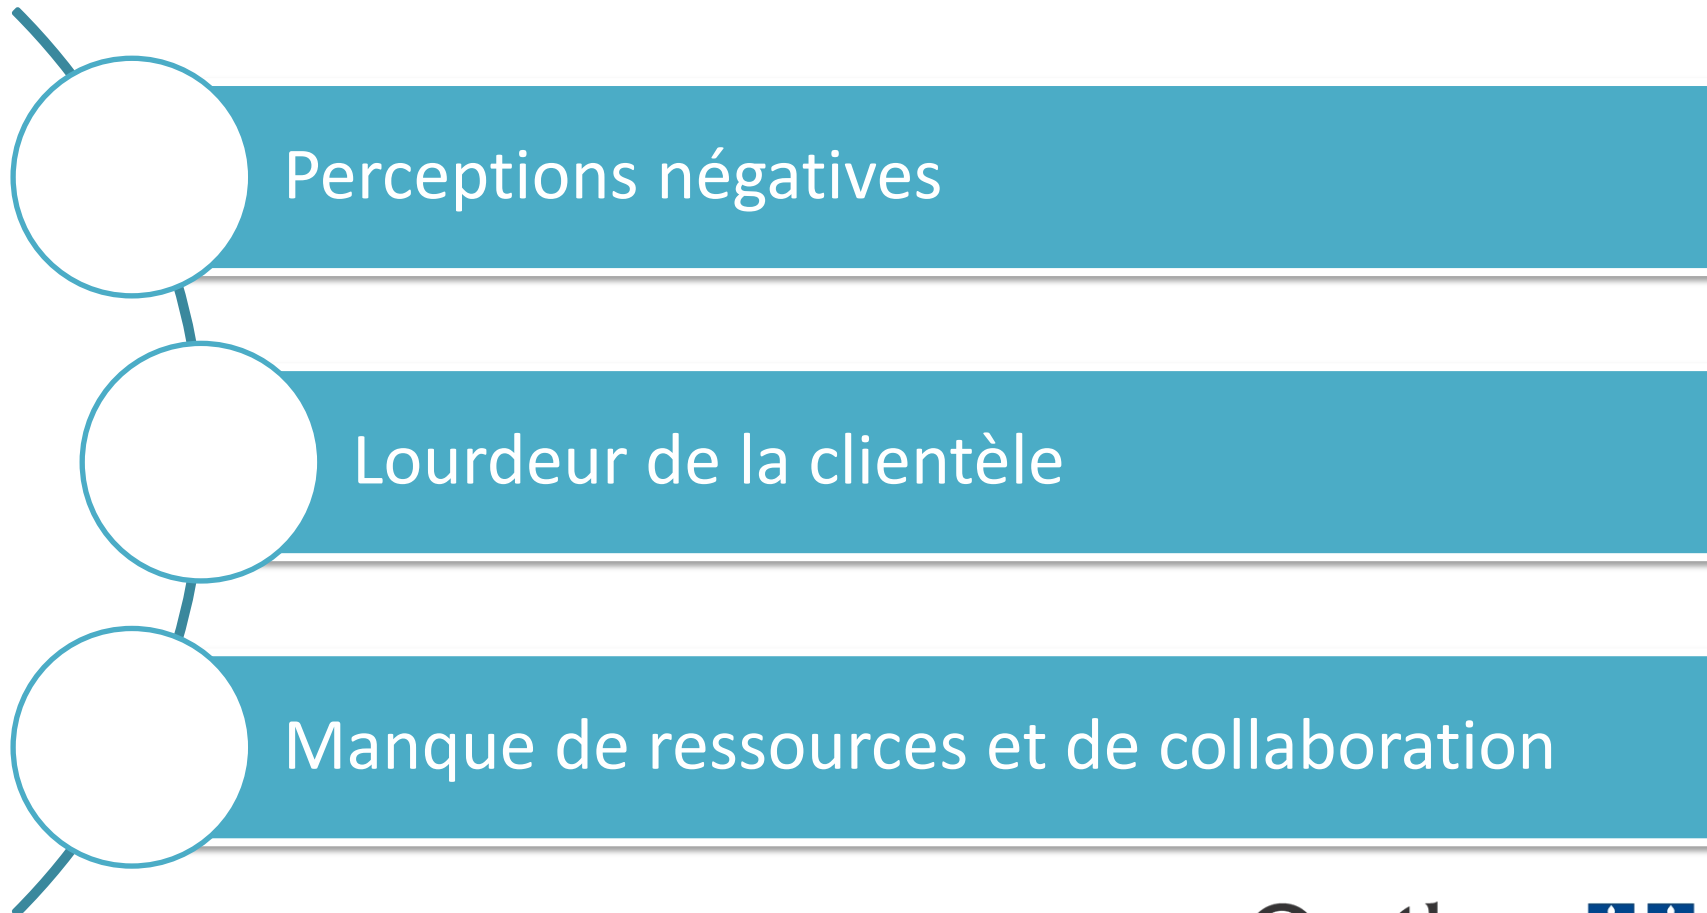 Perceptions négatives
Lourdeur de la clientèle
Manque de ressources et de collaboration